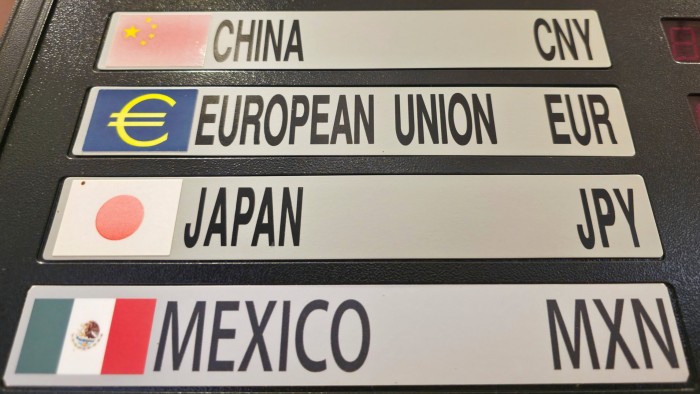 CHINA CNY
€ EUROPEAN UNION EUR
JAPAN JPY
MEXICO MXN